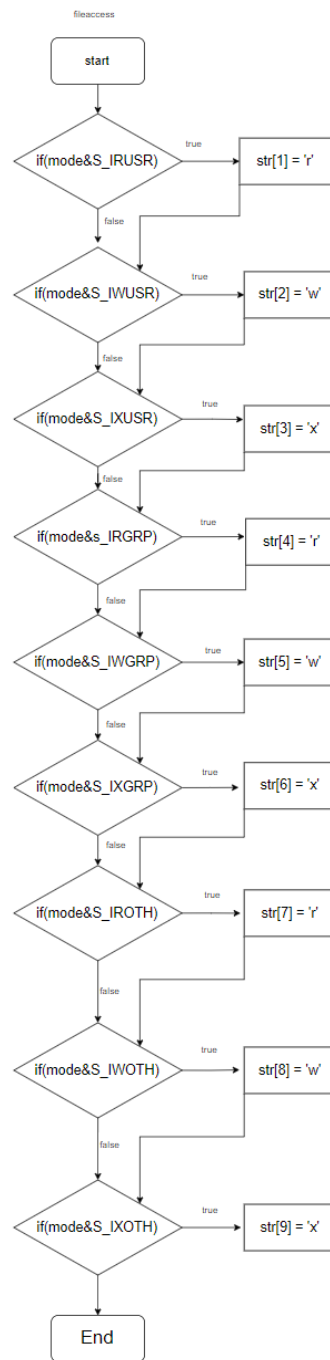 fileaccess
start
if(mode&S_IRUSR)
true
str[1] = 'r'
false
if(mode&S_IWUSR)
true
str[2] = 'w'
false
if(mode&S_IXUSR)
true
str[3] = 'x'
false
if(mode&s_IRGRP)
true
str[4] = 'r'
false
if(mode&S_IWGRP)
true
str[5] = 'w'
false
if(mode&S_IXGRP)
true
str[6] = 'x'
false
if(mode&S_IROTH)
true
str[7] = 'r'
false
if(mode&S_IWOTH)
true
str[8] = 'w'
false
if(mode&S_IXOTH)
true
str[9] = 'x'
End